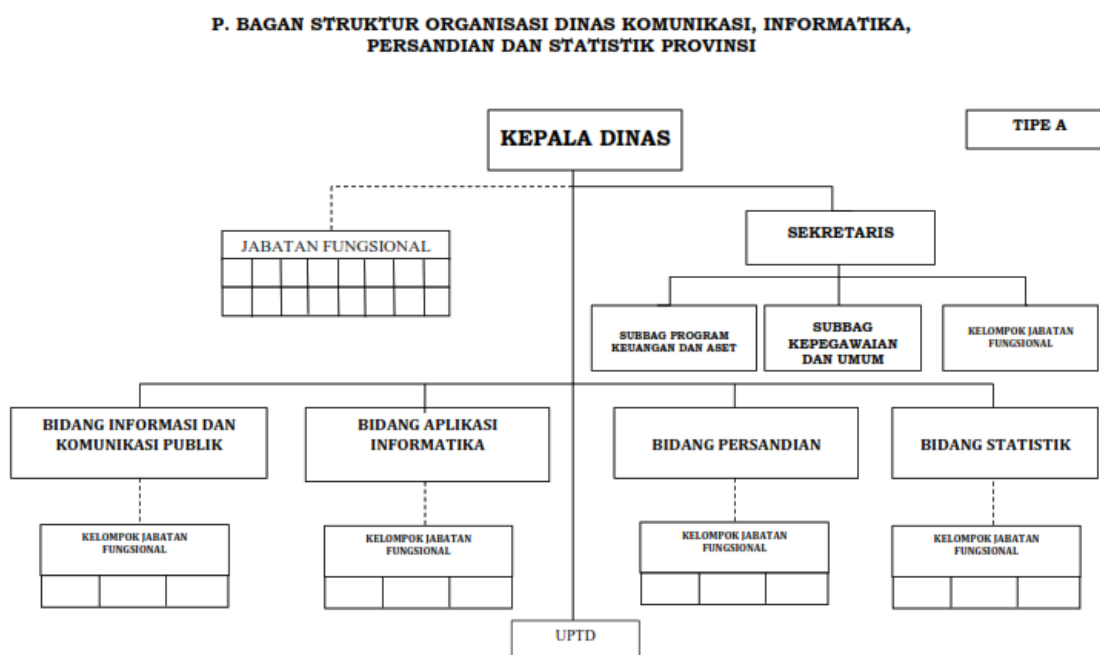 P. BAGAN STRUKTUR ORGANISASI DINAS KOMUNIKASI, INFORMATIKA,
PERSANDIAN DAN STATISTIK PROVINSI
KEPALA DINAS
TIPE A
JABATAN FUNGSIONAL
SEKRETARIS
SUBBAG PROGRAM
KEUANGAN DAN ASET
SUBBAG
KEPEGAWAIAN
DAN UMUM
KELOMPOK JABATAN
FUNGSIONAL
BIDANG INFORMASI DAN
KOMUNIKASI PUBLIK
BIDANG APLIKASI
INFORMATIKA
BIDANG PERSANDIAN
BIDANG STATISTIK
KELOMPOK JABATAN
FUNGSIONAL
KELOMPOK JABATAN
FUNGSIONAL
KELOMPOK JABATAN
FUNGSIONAL
KELOMPOK JABATAN
FUNGSIONAL
UPTD